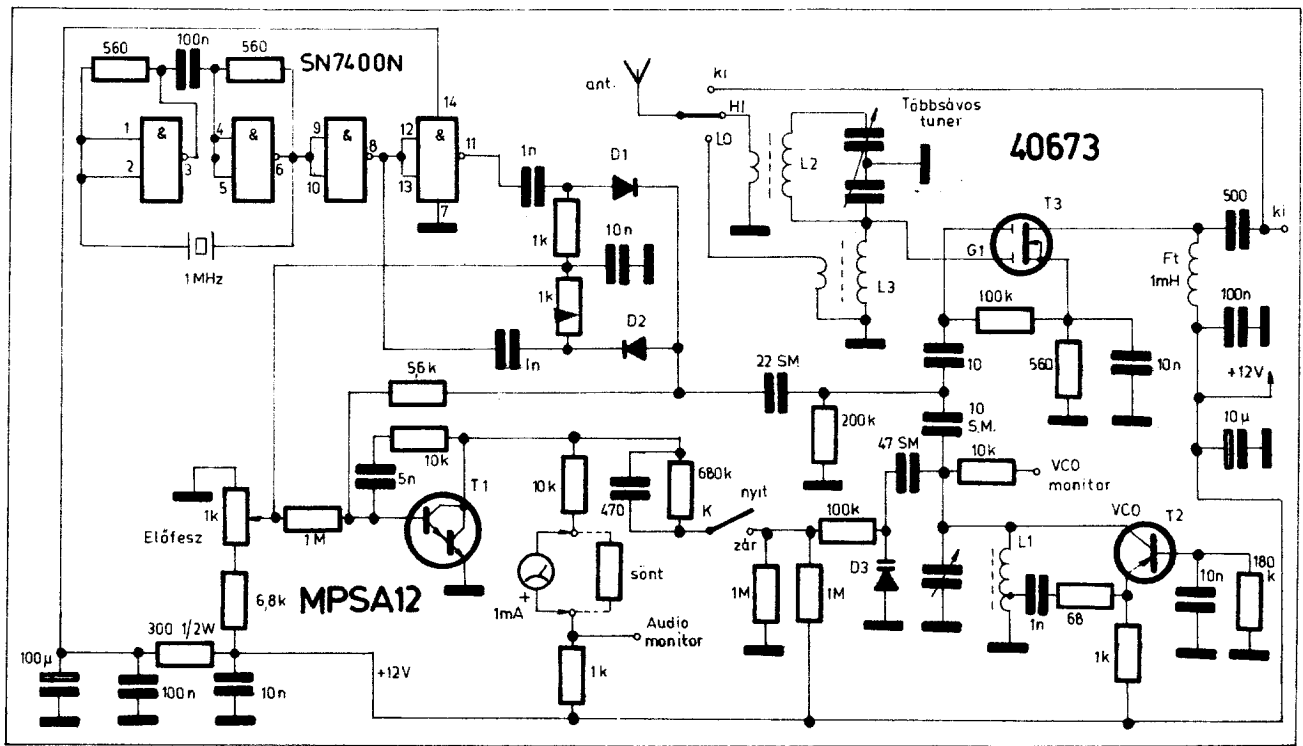 560
100n
560
SN7400N
14
1
2
&
3
4
5
&
6
9
10
&
8
12
13
&
11
7
1MHz
1n
D1
1k
10n
1k
D2
1n
ant.
ki
HI
LO
L2
Többsávos
tuner
L3
40673
T3
G1
500
ki
Ft
1mH
100n
100k
10
560
10n
+12V
10µ
5,6k
22 SM
200k
10
S.M.
47 SM
10k
VCO
monitor
10k
5n
T1
10k
470
680k
K
nyit
zár
100k
1k
Előfesz
1M
6,8k
MPSA12
1mA
+
sönt
1M
1M
D3
L1
VCO
T2
1n
68
10n
180
k
1k
300 1/2W
100µ
100n
10n
+12V
Audio
monitor
1k